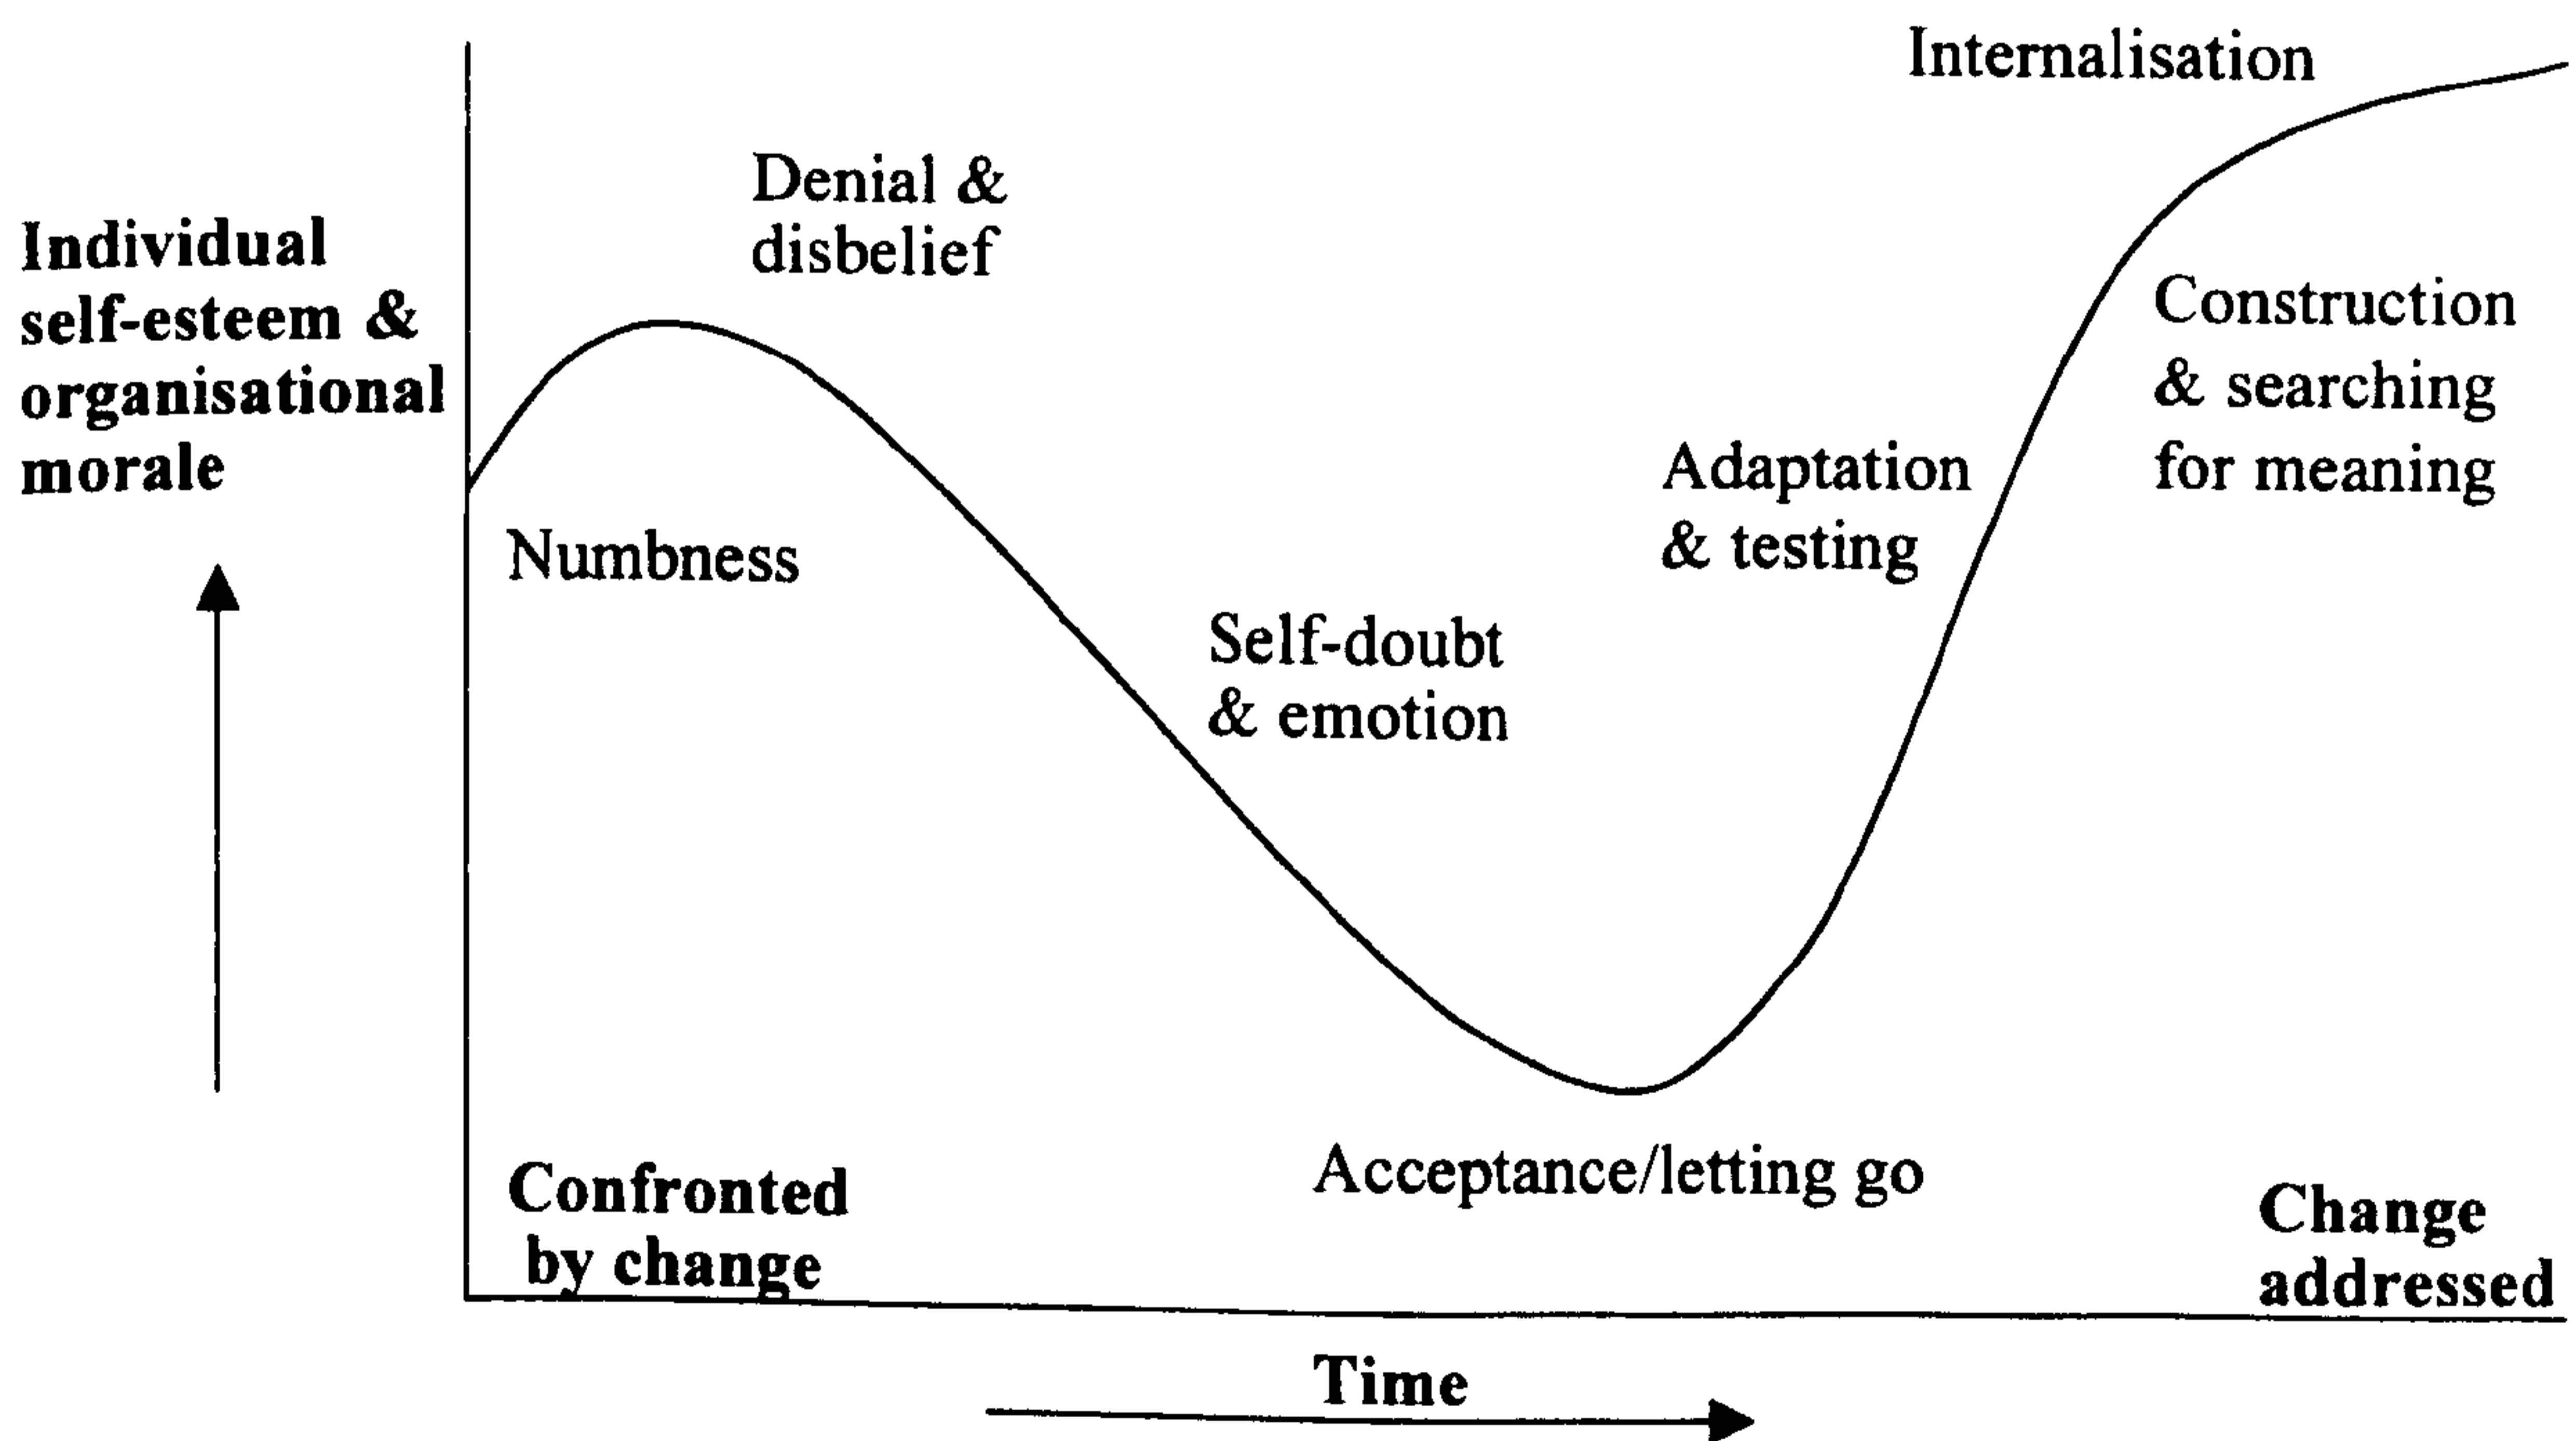 Internalisation
Denial &
disbelief
Individual
self-esteem &
organisational
morale
Construction
& searching
for meaning
Adaptation
& testing
Numbness
Self-doubt
& emotion
Acceptance/letting go
Confronted
by change
Change
addressed
Time